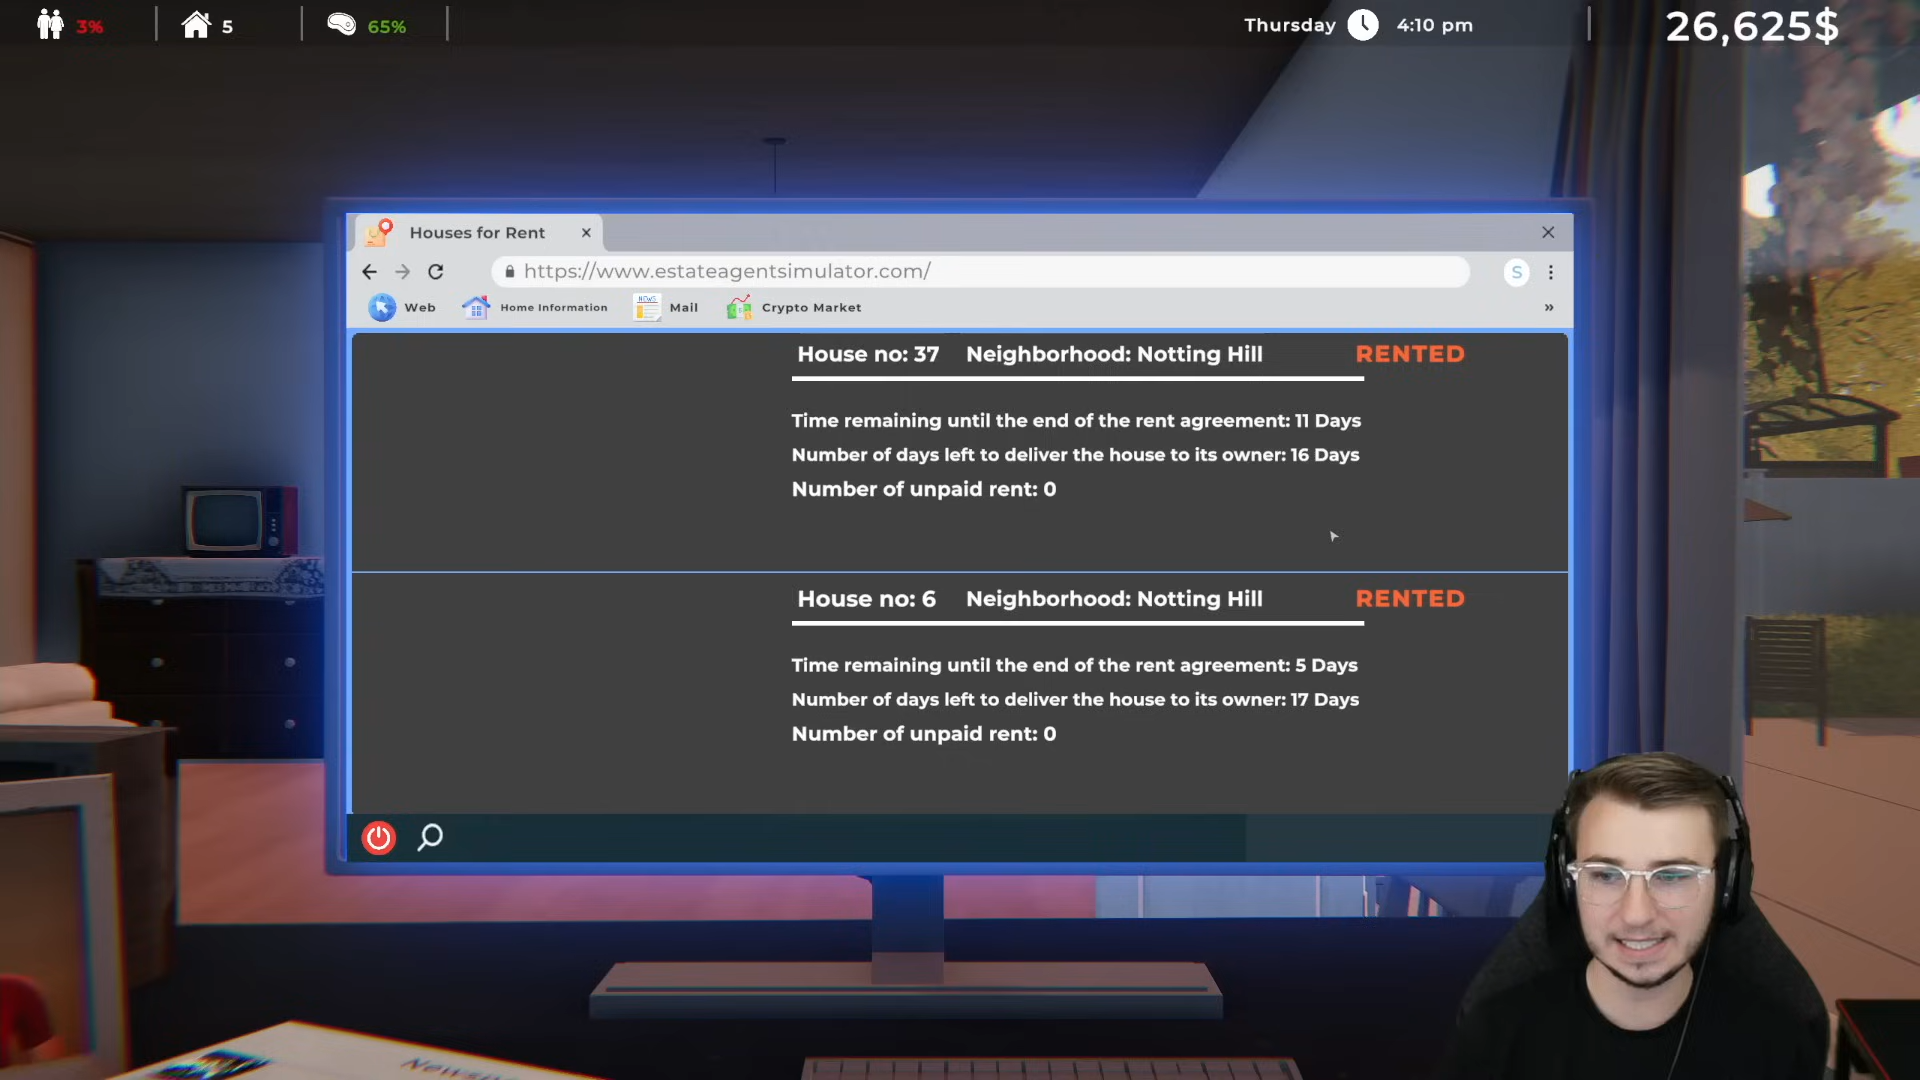 3%
5
65%
Thursday
4:10 pm
26,625$
Houses for Rent
https://www.estateagentsimulator.com/
S
Web
Home Information
NEWS
Mail
Crypto Market
House no: 37 Neighborhood: Notting Hill RENTED
Time remaining until the end of the rent agreement: 11 Days
Number of days left to deliver the house to its owner: 16 Days
Number of unpaid rent: 0
House no: 6 Neighborhood: Notting Hill RENTED
Time remaining until the end of the rent agreement: 5 Days
Number of days left to deliver the house to its owner: 17 Days
Number of unpaid rent: 0